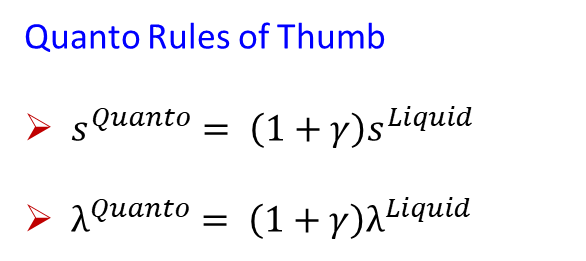 Quanto Rules of Thumb
➢ s^Quanto = (1 + γ)s^Liquid
➢ λ^Quanto = (1 + γ)λ^Liquid